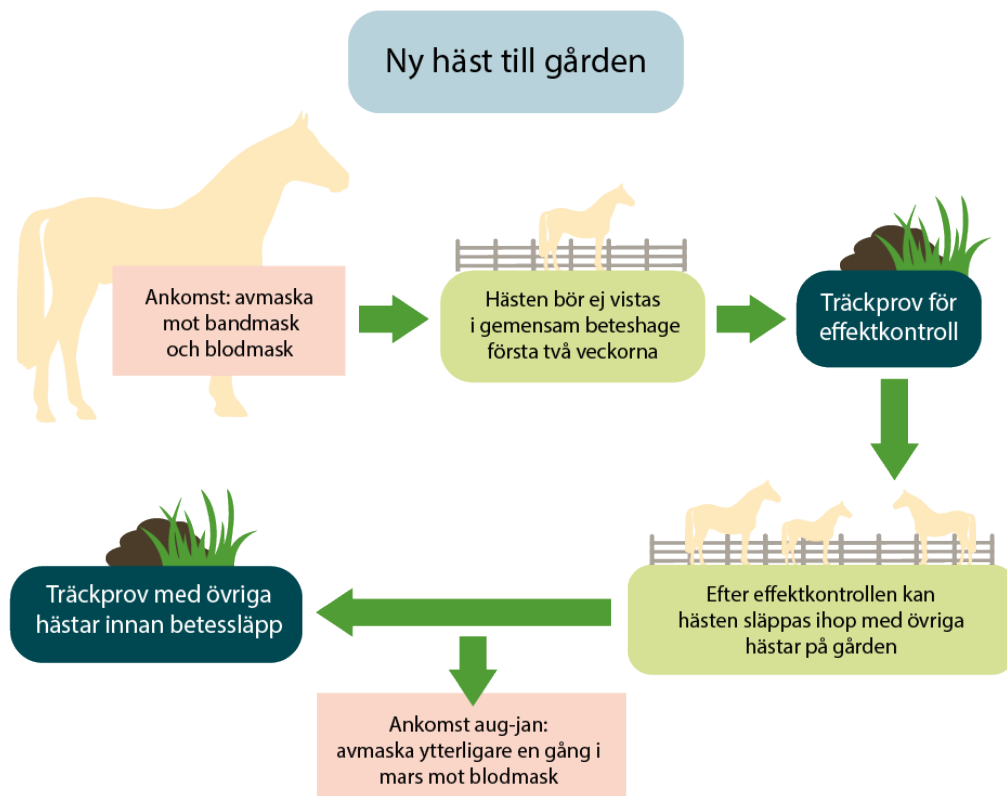 Ny häst till gården
Ankomst: avmaska
mot bandmask
och blodmask
Hästen bör ej vistas
i gemensam beteshage
första två veckorna
Träckprov för
effektkontroll
Efter effektkontrollen kan
hästen släppas ihop med övriga
hästar på gården
Träckprov med övriga
hästar innan betessläpp
Ankomst aug-jan:
avmaska ytterligare en gång i
mars mot blodmask